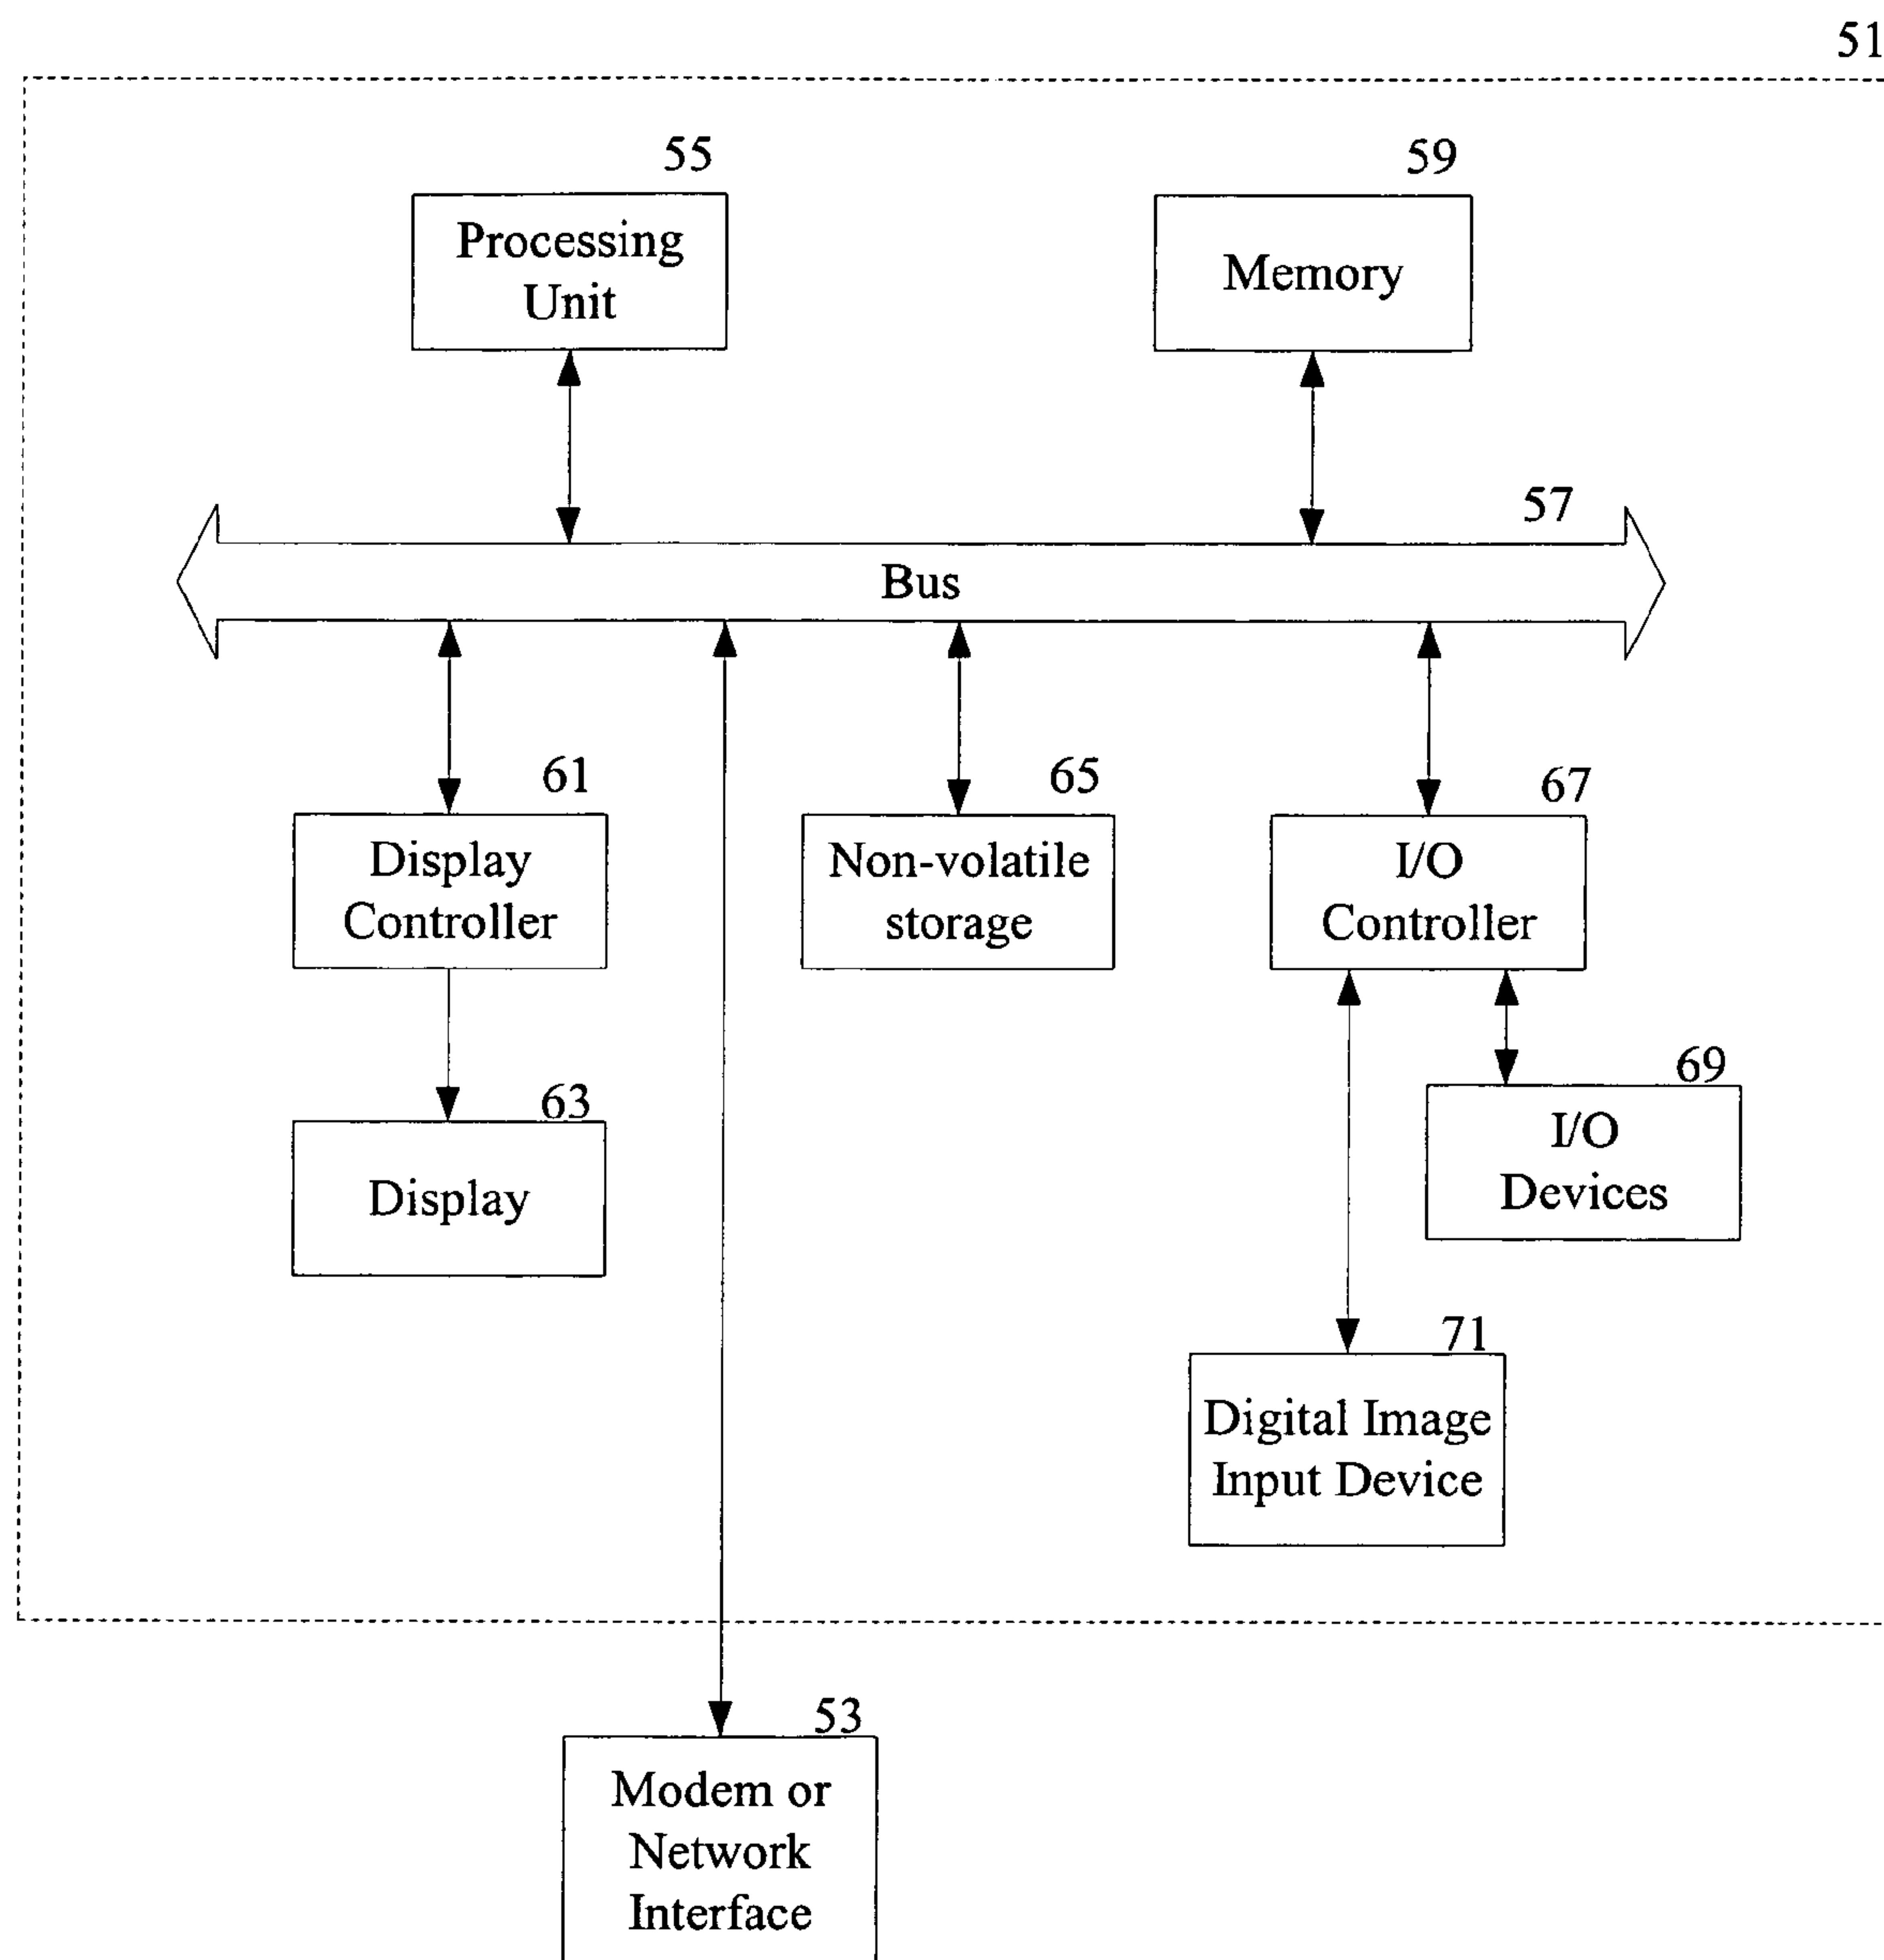 51
55
59
Processing
Unit
Memory
57
Bus
61
65
67
Display
Controller
Non-volatile
storage
I/O
Controller
63
69
Display
I/O
Devices
71
Digital Image
Input Device
53
Modem or
Network
Interface